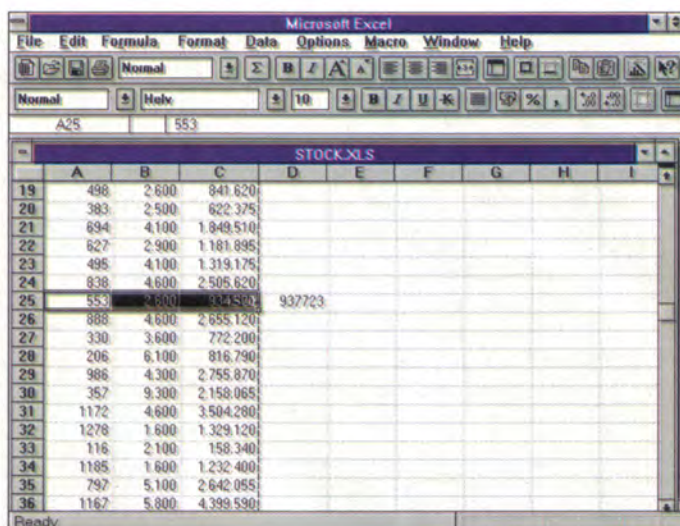 Microsoft Excel
File Edit Formula Format Data Options Macro Window Help
Normal Σ B I A A
Normal Helv 10 B I U K % ,
A25 553
STOCK.XLS
A B C D E F G H I
19 498 2.600 841.620
20 383 2.500 622.375
21 694 4.100 1.849.510
22 627 2.900 1.181.895
23 495 4.100 1.319.175
24 838 4.600 2.505.620
25 553 2.600 937723
26 888 4.600 2.655.120
27 330 3.600 772.200
28 206 6.100 816.790
29 986 4.300 2.755.870
30 357 9.300 2.158.065
31 1172 4.600 3.504.280
32 1278 1.600 1.329.120
33 116 2.100 158.340
34 1185 1.600 1.232.400
35 797 5.100 2.642.055
36 1167 5.800 4.399.590
Ready